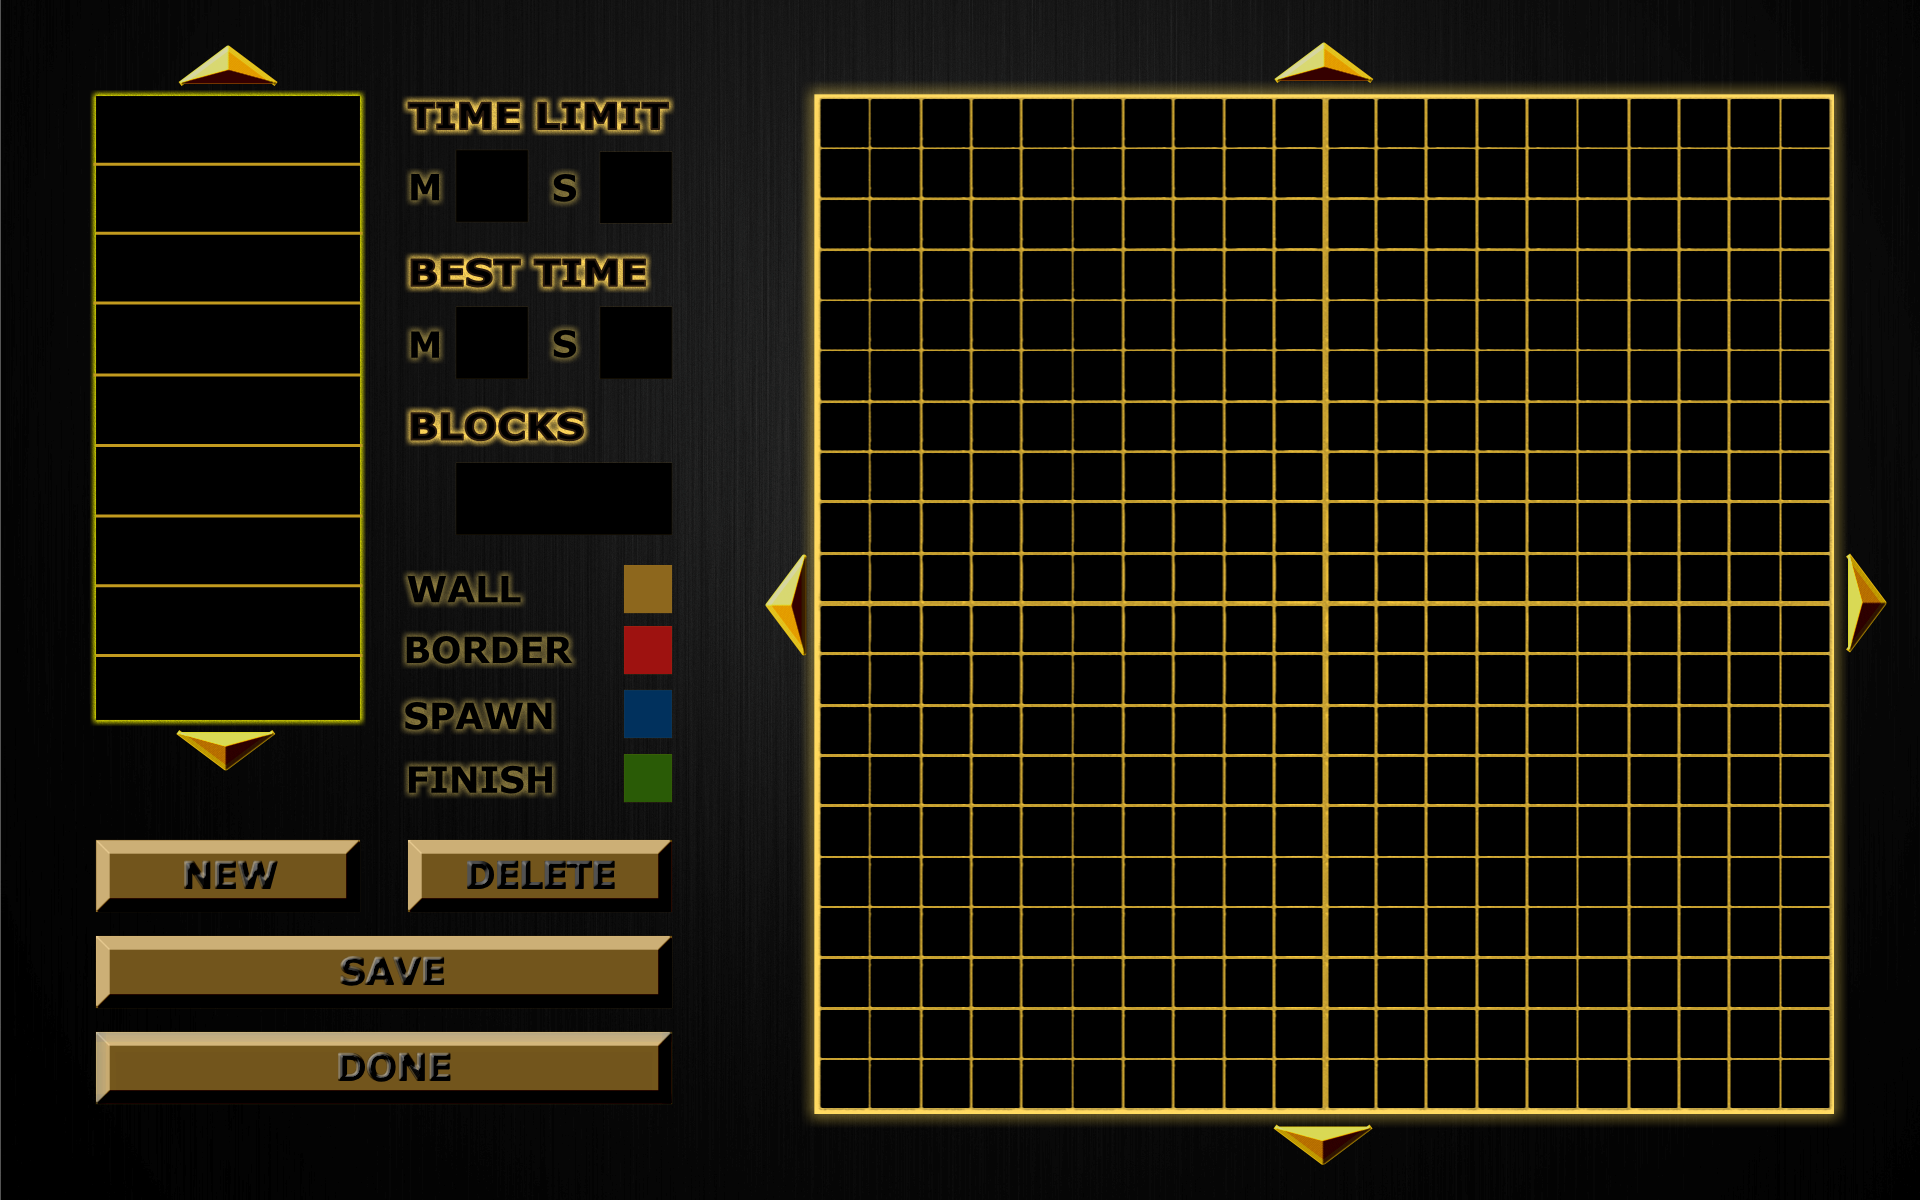 TIME LIMIT
M S
BEST TIME
M S
BLOCKS
WALL
BORDER
SPAWN
FINISH
NEW DELETE
SAVE
DONE